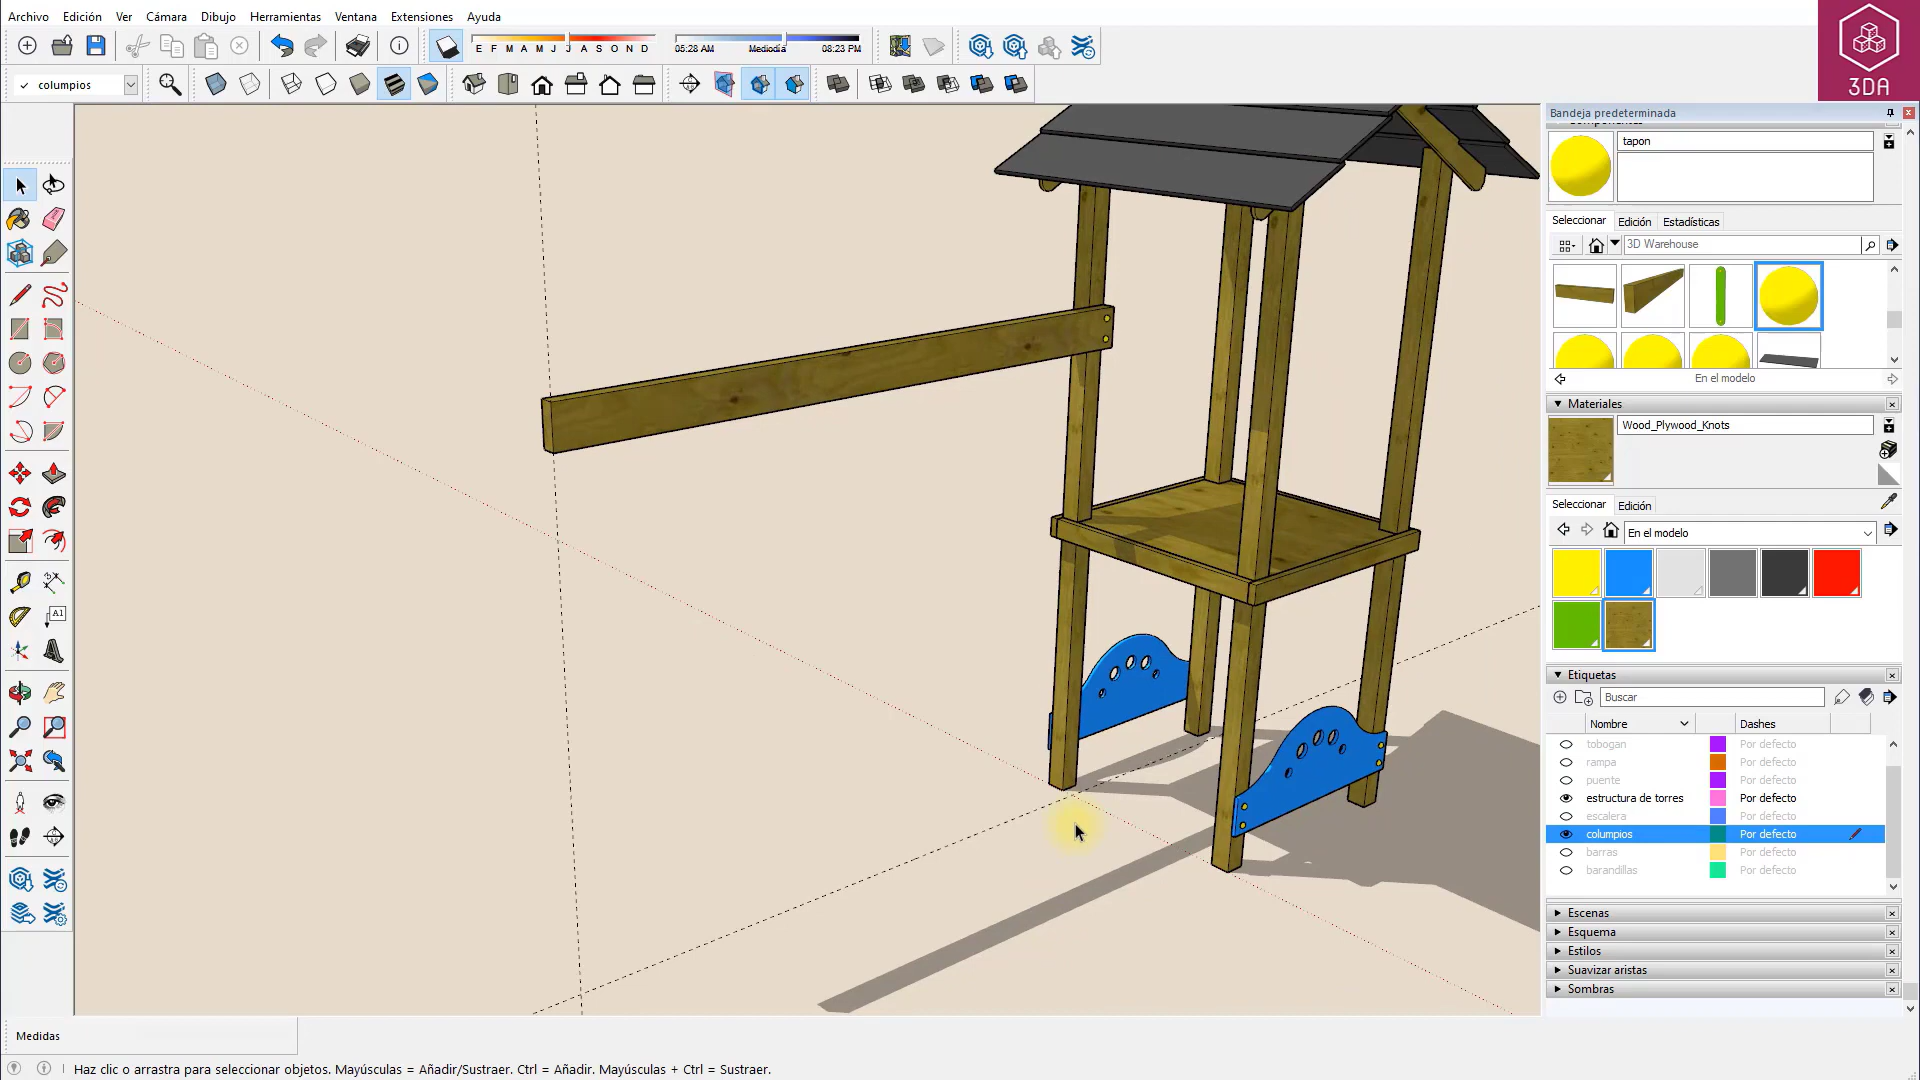 Archivo Edición Ver Cámara Dibujo Herramientas Ventana Extensiones Ayuda
E F M A M J J A S O N D
05:28 AM Mediodía 08:23 PM
3DA
columpios
Bandeja predeterminada
tapon
Seleccionar Edición Estadísticas
3D Warehouse
En el modelo
Materiales
Wood_Plywood_Knots
Seleccionar Edición
En el modelo
Etiquetas
Buscar
Nombre Dashes
tobogan Por defecto
rampa Por defecto
puente Por defecto
estructura de torres Por defecto
escalera Por defecto
columpios Por defecto
barras Por defecto
barandillas Por defecto
Escenas
Esquema
Estilos
Suavizar aristas
Sombras
A1
Medidas
Haz clic o arrastra para seleccionar objetos. Mayúsculas = Añadir/Sustraer. Ctrl = Añadir. Mayúsculas + Ctrl = Sustraer.